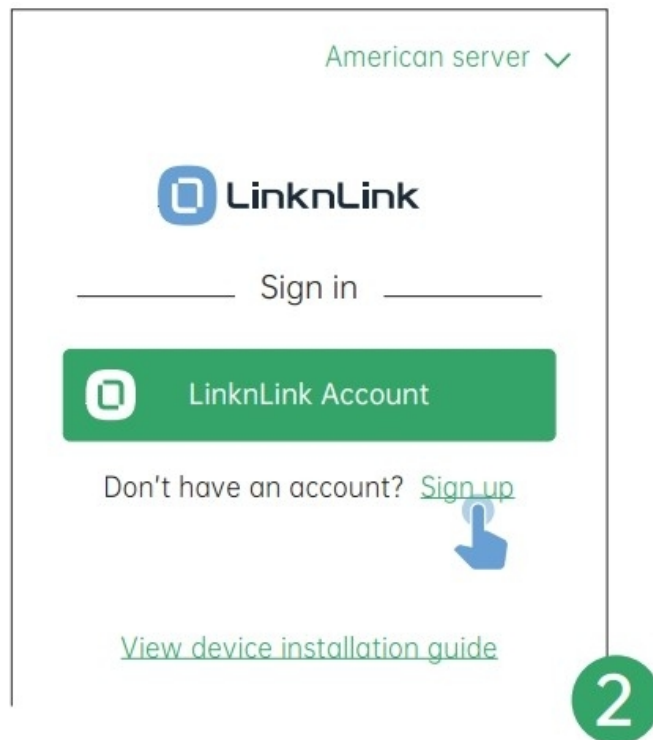 American server
LinknLink
Sign in
LinknLink Account
Don't have an account? Sign up
View device installation guide
2